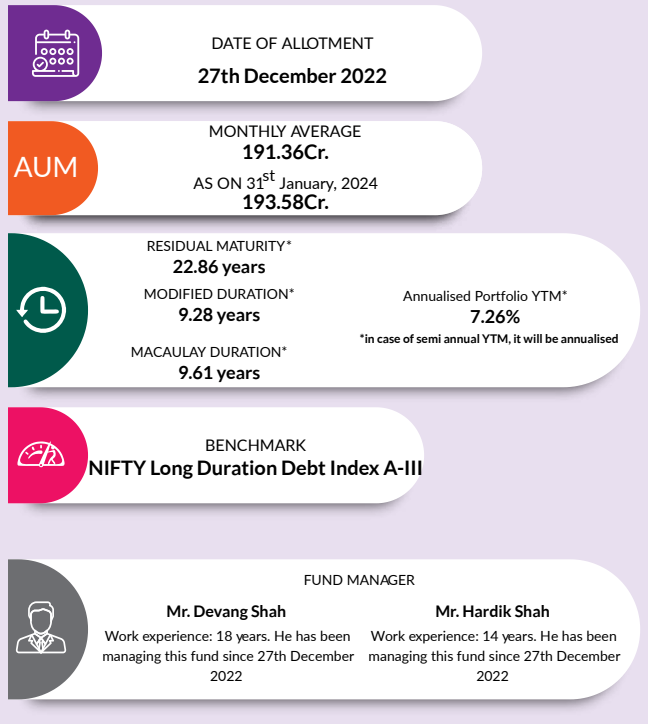 DATE OF ALLOTMENT
27th December 2022
AUM
MONTHLY AVERAGE
191.36Cr.
AS ON 31st January, 2024
193.58Cr.
RESIDUAL MATURITY*
22.86 years
MODIFIED DURATION*
9.28 years
MACAULAY DURATION*
9.61 years
Annualised Portfolio YTM*
7.26%
*in case of semi annual YTM, it will be annualised
BENCHMARK
NIFTY Long Duration Debt Index A-III
FUND MANAGER
Mr. Devang Shah
Work experience: 18 years. He has been
managing this fund since 27th December
2022
Mr. Hardik Shah
Work experience: 14 years. He has been
managing this fund since 27th December
2022